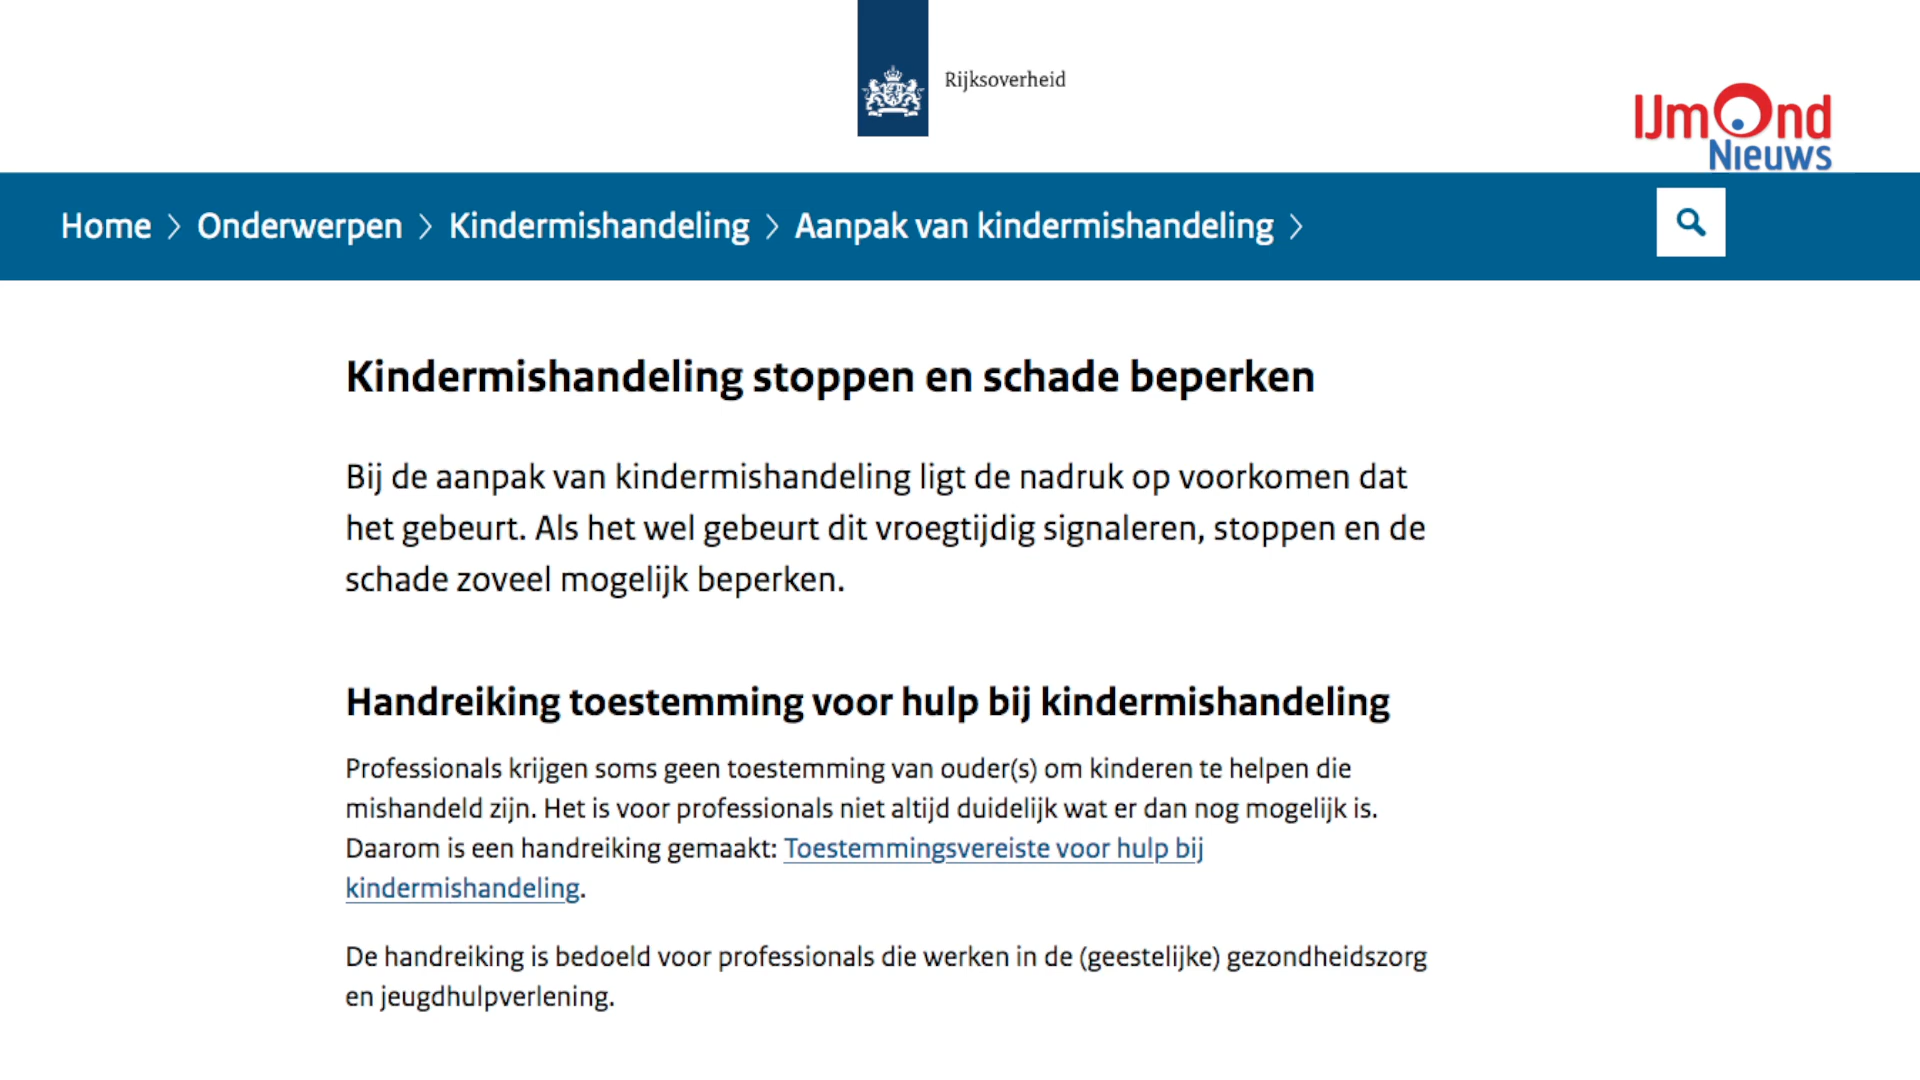 Rijksoverheid
IJmOnd
Nieuws
Home > Onderwerpen > Kindermishandeling > Aanpak van kindermishandeling >
Kindermishandeling stoppen en schade beperken
Bij de aanpak van kindermishandeling ligt de nadruk op voorkomen dat
het gebeurt. Als het wel gebeurt dit vroegtijdig signaleren, stoppen en de
schade zoveel mogelijk beperken.
Handreiking toestemming voor hulp bij kindermishandeling
Professionals krijgen soms geen toestemming van ouder(s) om kinderen te helpen die
mishandeld zijn. Het is voor professionals niet altijd duidelijk wat er dan nog mogelijk is.
Daarom is een handreiking gemaakt: Toestemmingsvereiste voor hulp bij
kindermishandeling.
De handreiking is bedoeld voor professionals die werken in de (geestelijke) gezondheidszorg
en jeugdhulpverlening.